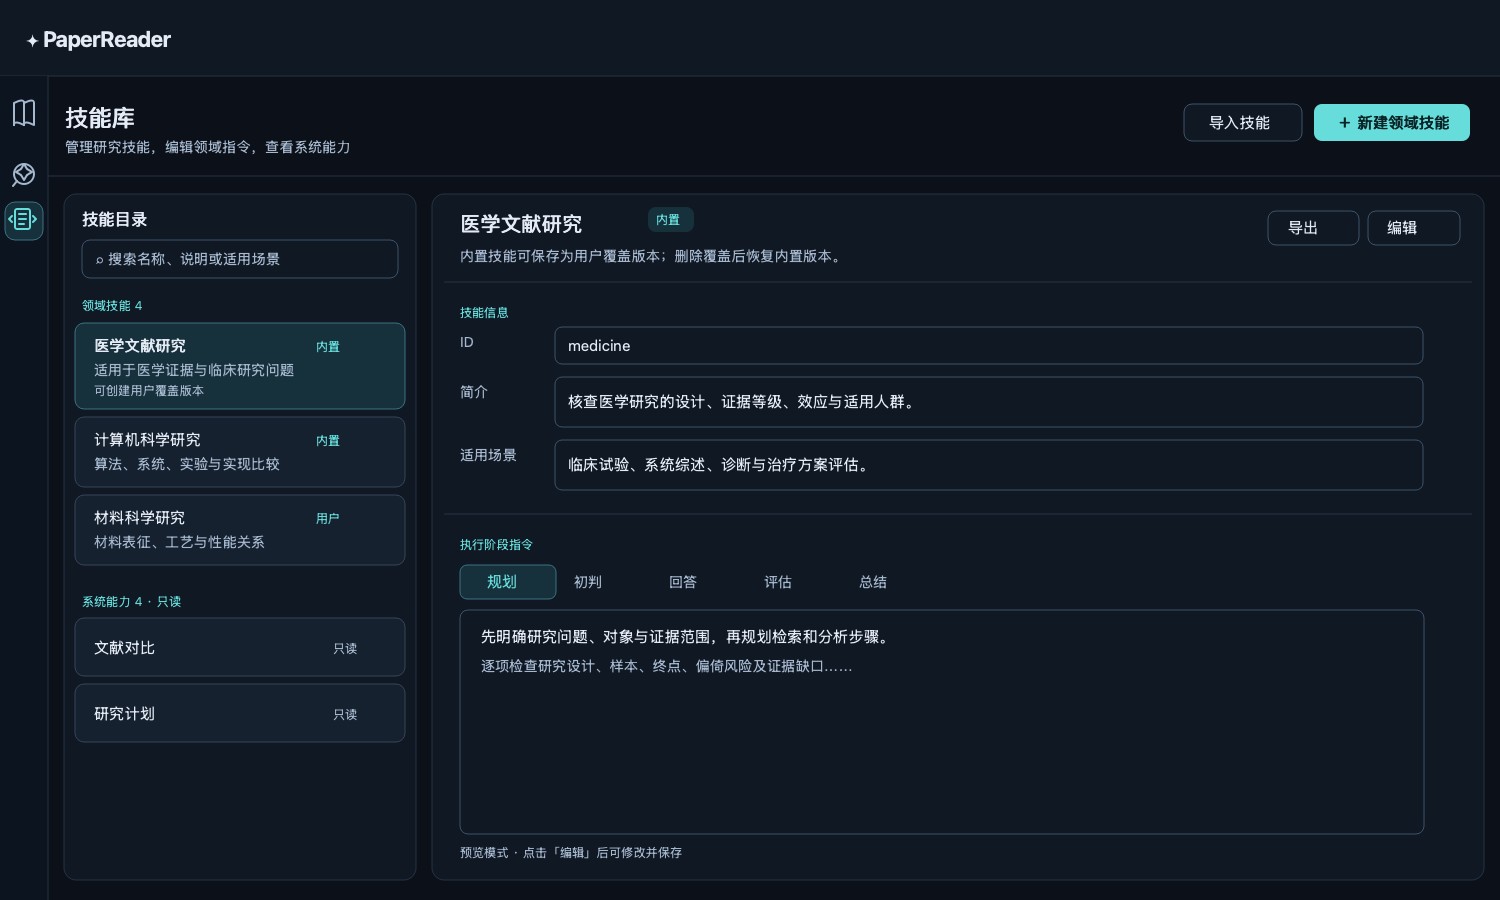 ✦ PaperReader
技能库
管理研究技能，编辑领域指令，查看系统能力
导入技能
+ 新建领域技能
技能目录
⌕ 搜索名称、说明或适用场景
领域技能 4
医学文献研究 内置
适用于医学证据与临床研究问题
可创建用户覆盖版本
计算机科学研究 内置
算法、系统、实验与实现比较
材料科学研究 用户
材料表征、工艺与性能关系
系统能力 4 · 只读
文献对比 只读
研究计划 只读
医学文献研究 内置
导出
编辑
内置技能可保存为用户覆盖版本；删除覆盖后恢复内置版本。
技能信息
ID medicine
简介 核查医学研究的设计、证据等级、效应与适用人群。
适用场景 临床试验、系统综述、诊断与治疗方案评估。
执行阶段指令
规划 初判 回答 评估 总结
先明确研究问题、对象与证据范围，再规划检索和分析步骤。
逐项检查研究设计、样本、终点、偏倚风险及证据缺口……
预览模式 · 点击「编辑」后可修改并保存